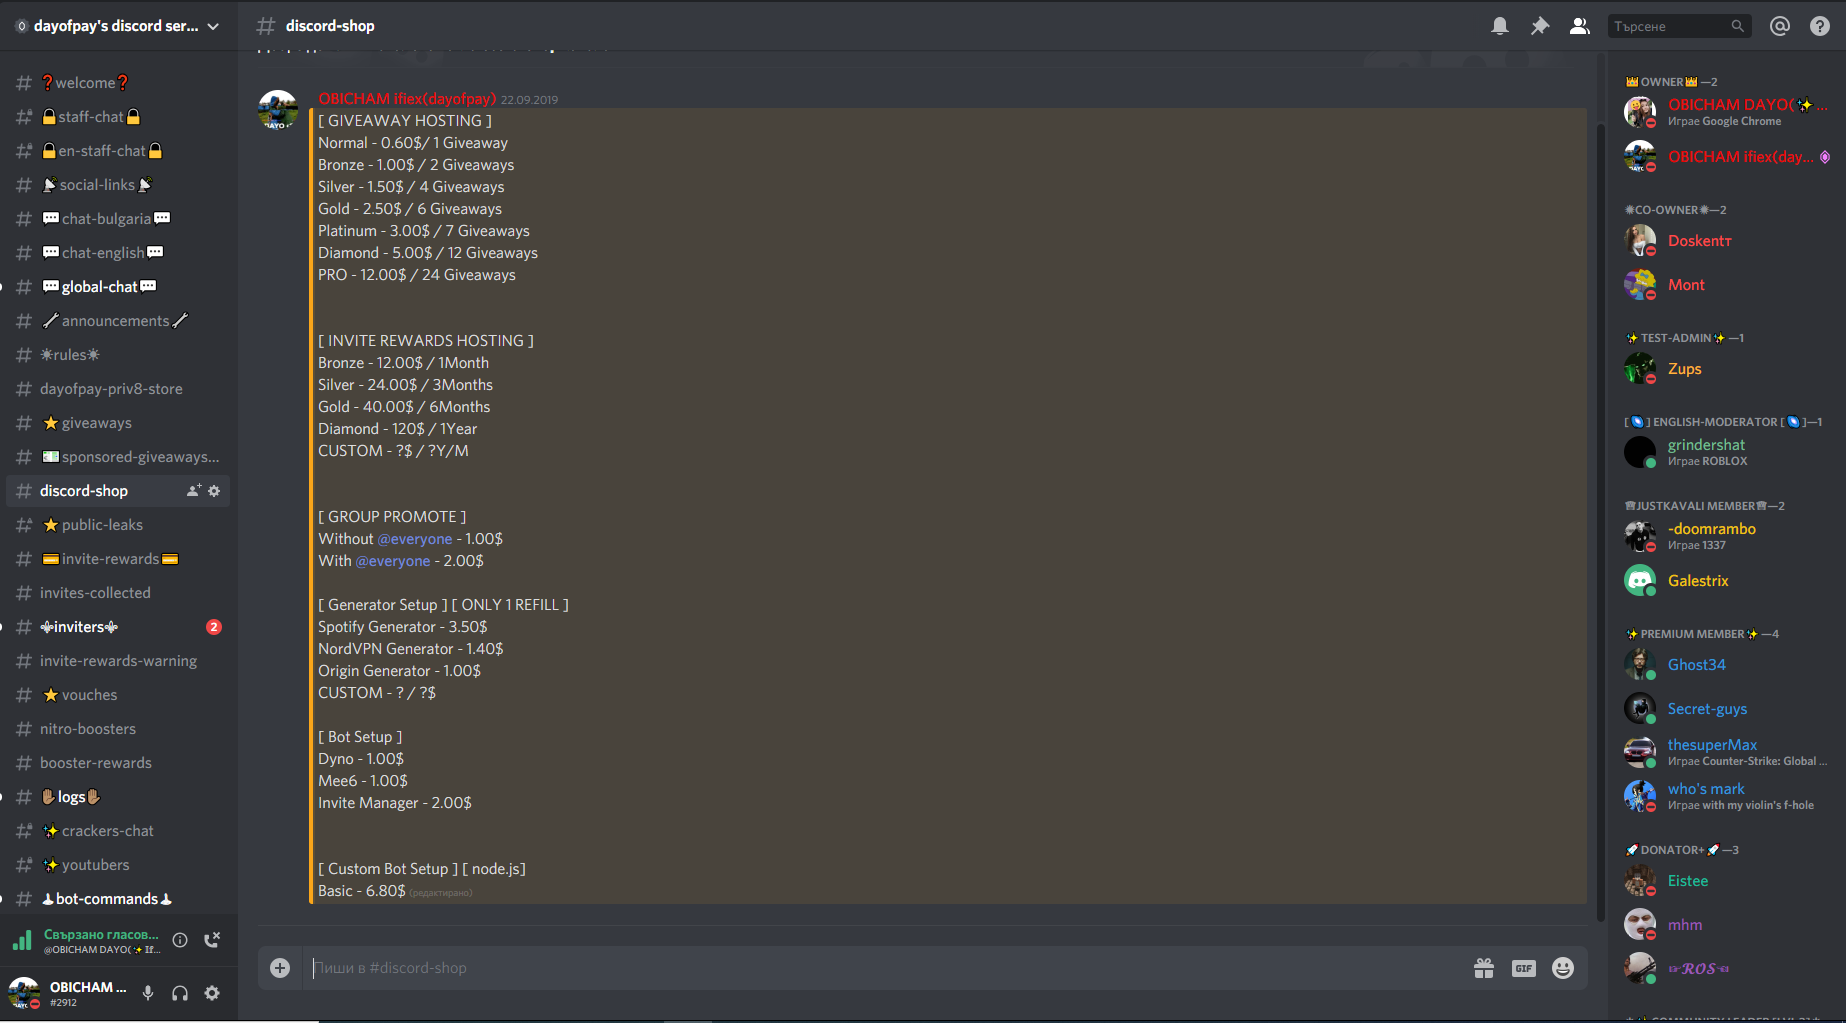 dayofpay's discord ser...
discord-shop
Търсене
❓welcome❓
🔒staff-chat🔒
🔒en-staff-chat🔒
📡social-links📡
💬chat-bulgaria💬
💬chat-english💬
💬global-chat💬
🔧announcements🔧
☀rules☀
dayofpay-priv8-store
⭐giveaways
💵sponsored-giveaways...
discord-shop
⭐public-leaks
💳invite-rewards💳
invites-collected
⚜inviters⚜ 2
invite-rewards-warning
⭐vouches
nitro-boosters
booster-rewards
✋🏽logs✋🏽
✨crackers-chat
✨youtubers
bot-commands
Свързано гласов...
@OBICHAM DAYO(✨If...
OBICHAM ...
#2912
OBICHAM ifiex(dayofpay) 22.09.2019
[ GIVEAWAY HOSTING ]
Normal - 0.60$/ 1 Giveaway
Bronze - 1.00$ / 2 Giveaways
Silver - 1.50$ / 4 Giveaways
Gold - 2.50$ / 6 Giveaways
Platinum - 3.00$ / 7 Giveaways
Diamond - 5.00$ / 12 Giveaways
PRO - 12.00$ / 24 Giveaways
[ INVITE REWARDS HOSTING ]
Bronze - 12.00$ / 1Month
Silver - 24.00$ / 3Months
Gold - 40.00$ / 6Months
Diamond - 120$ / 1Year
CUSTOM - ?$ / ?Y/M
[ GROUP PROMOTE ]
Without @everyone - 1.00$
With @everyone - 2.00$
[ Generator Setup ] [ ONLY 1 REFILL ]
Spotify Generator - 3.50$
NordVPN Generator - 1.40$
Origin Generator - 1.00$
CUSTOM - ? / ?$
[ Bot Setup ]
Dyno - 1.00$
Mee6 - 1.00$
Invite Manager - 2.00$
[ Custom Bot Setup ] [ node.js]
Basic - 6.80$ (редактирано)
Пиши в #discord-shop
GIF
👑OWNER👑—2
OBICHAM DAYO(✨...
Играе Google Chrome
OBICHAM ifiex(day...
✹CO-OWNER✹—2
Doskentт
Mont
✨TEST-ADMIN✨—1
Zups
[🌀] ENGLISH-MODERATOR [🌀]—1
grindershat
Играе ROBLOX
♕JUSTKAVALI MEMBER♕—2
-doomrambo
Играе 1337
Galestrix
✨PREMIUM MEMBER✨—4
Ghost34
Secret-guys
thesuperMax
Играе Counter-Strike: Global ...
who's mark
Играе with my violin's f-hole
🚀DONATOR+🚀—3
Eistee
mhm
☞𝓡𝓞𝓢☜